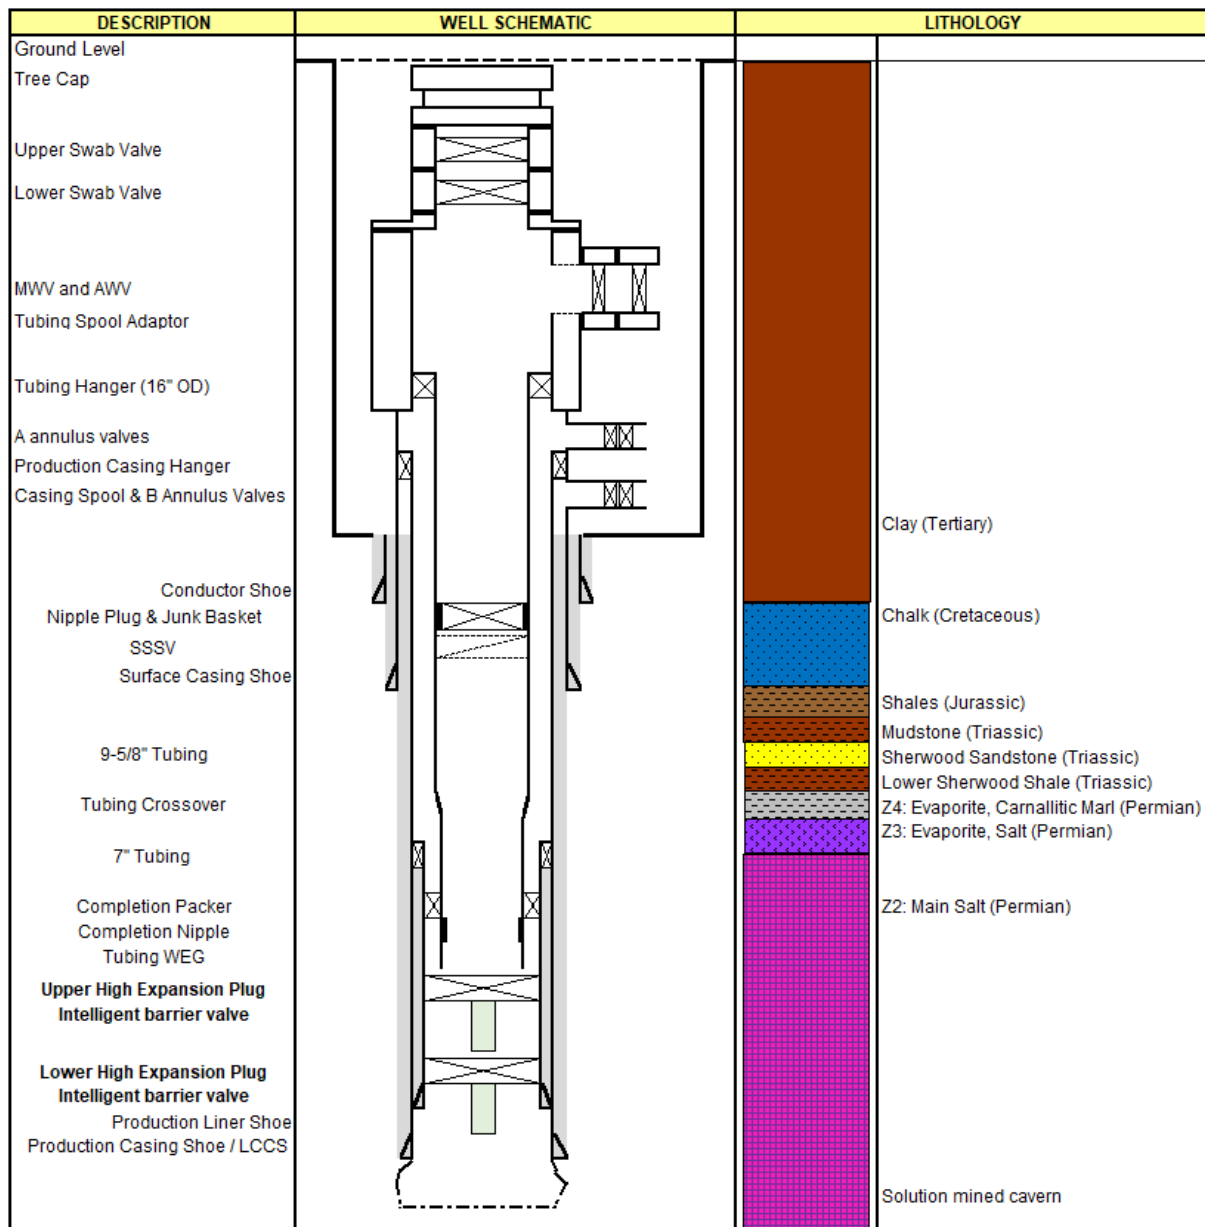 DESCRIPTION
WELL SCHEMATIC
LITHOLOGY
Ground Level
Tree Cap
Upper Swab Valve
Lower Swab Valve
MWV and AWV
Tubing Spool Adaptor
Tubing Hanger (16" OD)
A annulus valves
Production Casing Hanger
Casing Spool & B Annulus Valves
Conductor Shoe
Nipple Plug & Junk Basket
SSSV
Surface Casing Shoe
9-5/8" Tubing
Tubing Crossover
7" Tubing
Completion Packer
Completion Nipple
Tubing WEG
Upper High Expansion Plug
Intelligent barrier valve
Lower High Expansion Plug
Intelligent barrier valve
Production Liner Shoe
Production Casing Shoe / LCCS
Clay (Tertiary)
Chalk (Cretaceous)
Shales (Jurassic)
Mudstone (Triassic)
Sherwood Sandstone (Triassic)
Lower Sherwood Shale (Triassic)
Z4: Evaporite, Carnallitic Marl (Permian)
Z3: Evaporite, Salt (Permian)
Z2: Main Salt (Permian)
Solution mined cavern